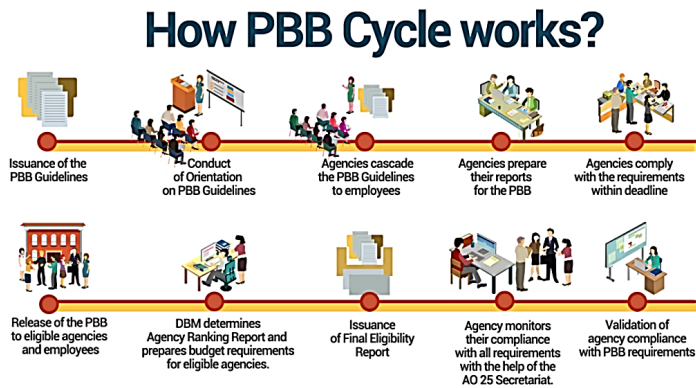 How PBB Cycle works?
Issuance of the
PBB Guidelines
Conduct
of Orientation
on PBB Guidelines
Agencies cascade
the PBB Guidelines
to employees
Agencies prepare
their reports
for the PBB
Agencies comply
with the requirements
within deadline
Release of the PBB
to eligible agencies
and employees
DBM determines
Agency Ranking Report and
prepares budget requirements
for eligible agencies.
Issuance
of Final Eligibility
Report
Agency monitors
their compliance
with all requirements
with the help of the
AO 25 Secretariat.
Validation of
agency compliance
with PBB requirements